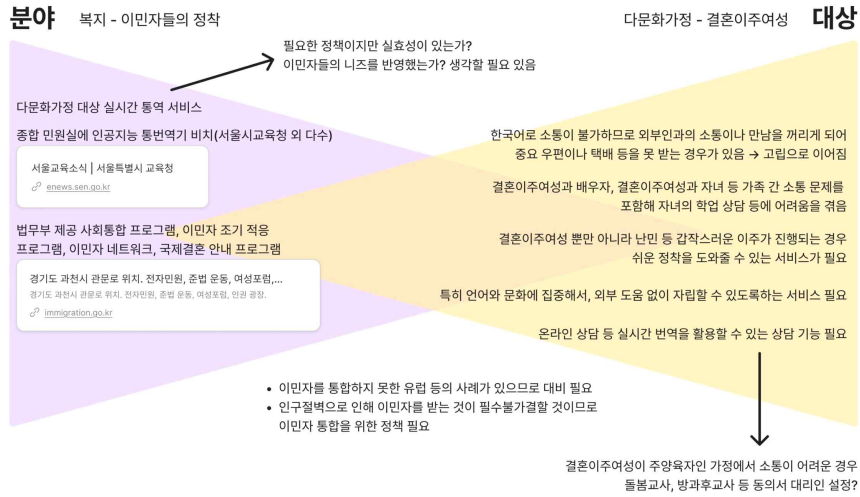 분야
복지 - 이민자들의 정착
다문화가정 - 결혼이주여성
대상
필요한 정책이지만 실효성이 있는가?
이민자들의 니즈를 반영했는가? 생각할 필요 있음
다문화가정 대상 실시간 통역 서비스
종합 민원실에 인공지능 통번역기 비치(서울시교육청 외 다수)
서울교육소식 | 서울특별시 교육청
enews.sen.go.kr
법무부 제공 사회통합 프로그램, 이민자 조기 적응
프로그램, 이민자 네트워크, 국제결혼 안내 프로그램
경기도 과천시 관문로 위치. 전자민원, 준법 운동, 여성포럼,...
경기도 과천시 관문로 위치. 전자민원, 준법 운동, 여성포럼, 인권 광장.
immigration.go.kr
한국어로 소통이 불가하므로 외부인과의 소통이나 만남을 꺼리게 되어
중요 우편이나 택배 등을 못 받는 경우가 있음 → 고립으로 이어짐
결혼이주여성과 배우자, 결혼이주여성과 자녀 등 가족 간 소통 문제를
포함해 자녀의 학업 상담 등에 어려움을 겪음
결혼이주여성 뿐만 아니라 난민 등 갑작스러운 이주가 진행되는 경우
쉬운 정착을 도와줄 수 있는 서비스가 필요
특히 언어와 문화에 집중해서, 외부 도움 없이 자립할 수 있도록하는 서비스 필요
온라인 상담 등 실시간 번역을 활용할 수 있는 상담 기능 필요
• 이민자를 통합하지 못한 유럽 등의 사례가 있으므로 대비 필요
• 인구절벽으로 인해 이민자를 받는 것이 필수불가결할 것이므로
이민자 통합을 위한 정책 필요
결혼이주여성이 주양육자인 가정에서 소통이 어려운 경우
돌봄교사, 방과후교사 등 동의서 대리인 설정?